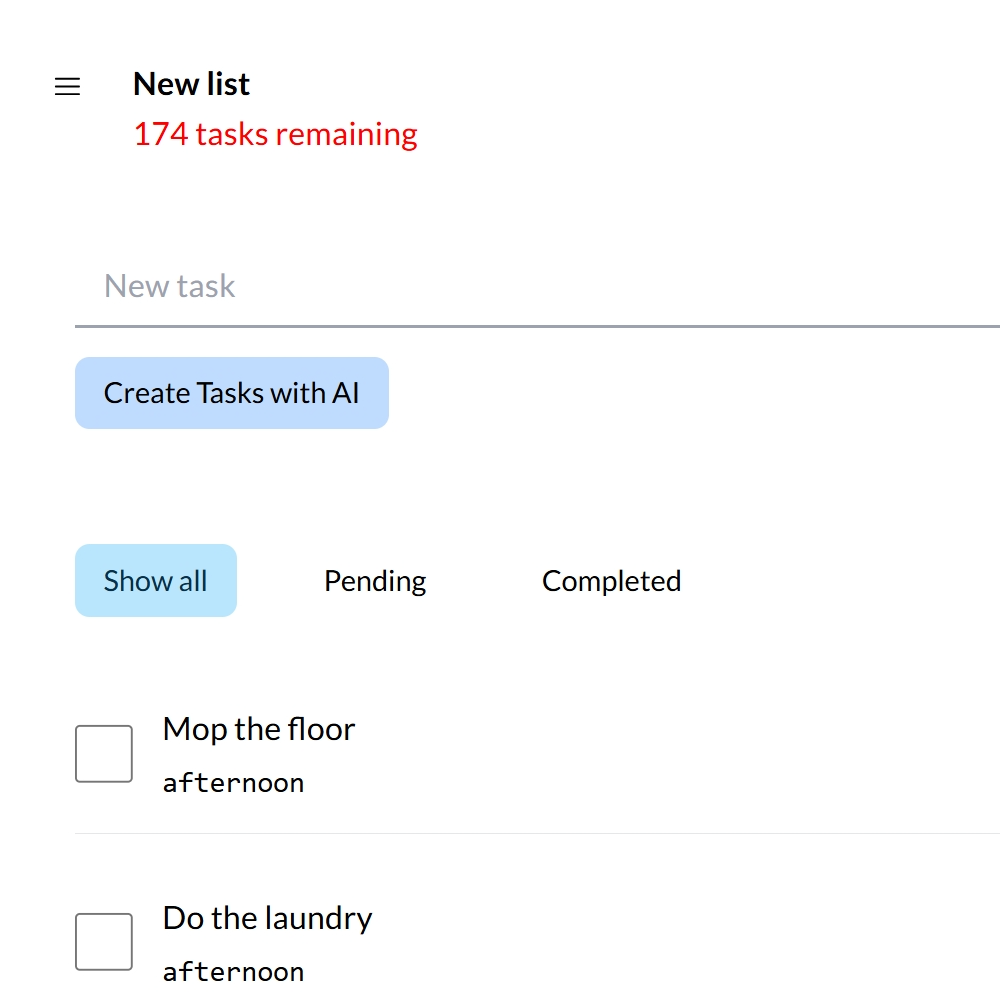 New list
174 tasks remaining
New task
Create Tasks with AI
Show all Pending Completed
Mop the floor
afternoon
Do the laundry
afternoon